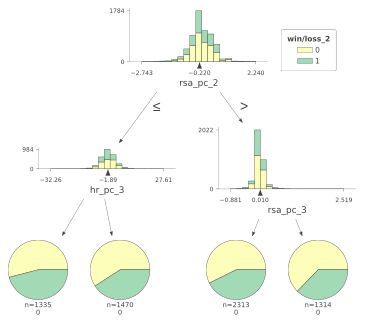 1784
0
−2.743
−0.220
2.240
rsa_pc_2
win/loss_2
0
1
≤
>
984
0
−32.26
−1.89
27.61
hr_pc_3
2022
0
−0.881
0.010
2.519
rsa_pc_3
n=1335
0
n=1470
0
n=2313
0
n=1314
0